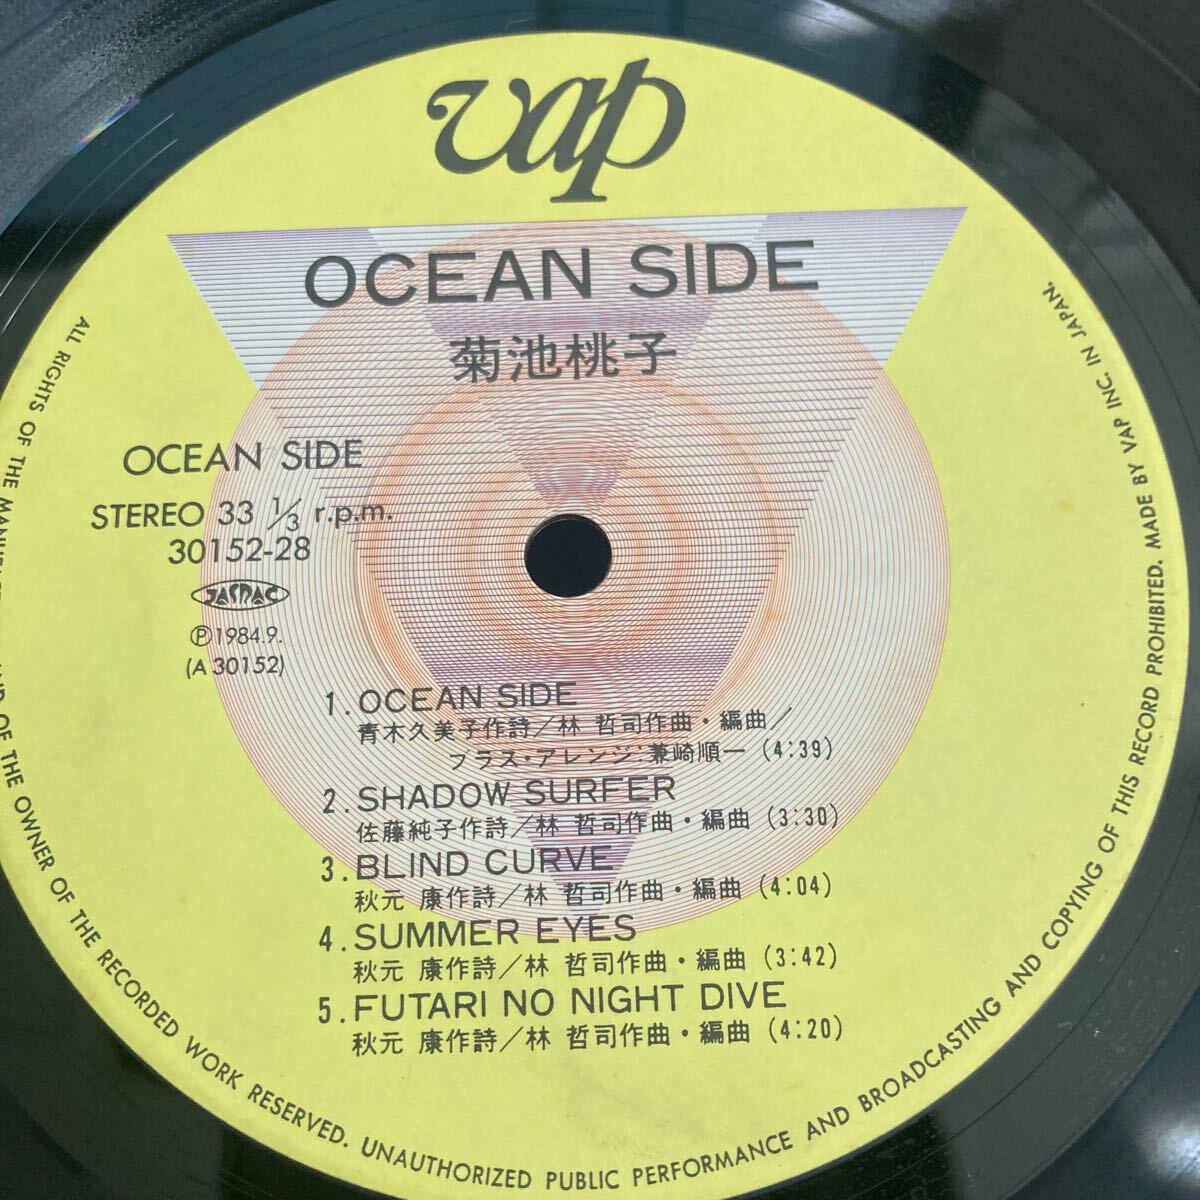 vap
OCEAN SIDE
菊池桃子
OCEAN SIDE
STEREO 33 1/3 r.p.m.
30152-28
JASRAC
Ⓟ1984.9.
(A 30152)
1.OCEAN SIDE
青木久美子作詩/林 哲司作曲・編曲/
ブラス・アレンジ:兼崎順一(4:39)
2.SHADOW SURFER
佐藤純子作詩/林 哲司作曲・編曲(3:30)
3.BLIND CURVE
秋元 康作詩/林 哲司作曲・編曲(4:04)
4.SUMMER EYES
秋元 康作詩/林 哲司作曲・編曲(3:42)
5.FUTARI NO NIGHT DIVE
秋元 康作詩/林 哲司作曲・編曲(4:20)
ALL RIGHTS OF THE AND OF THE OWNER OF THE RECORDED WORK RESERVED. UNAUTHORIZED PUBLIC PERFORMANCE AND BROADCASTING AND COPYING OF THIS RECORD PROHIBITED. MADE BY VAP INC. IN JAPAN.